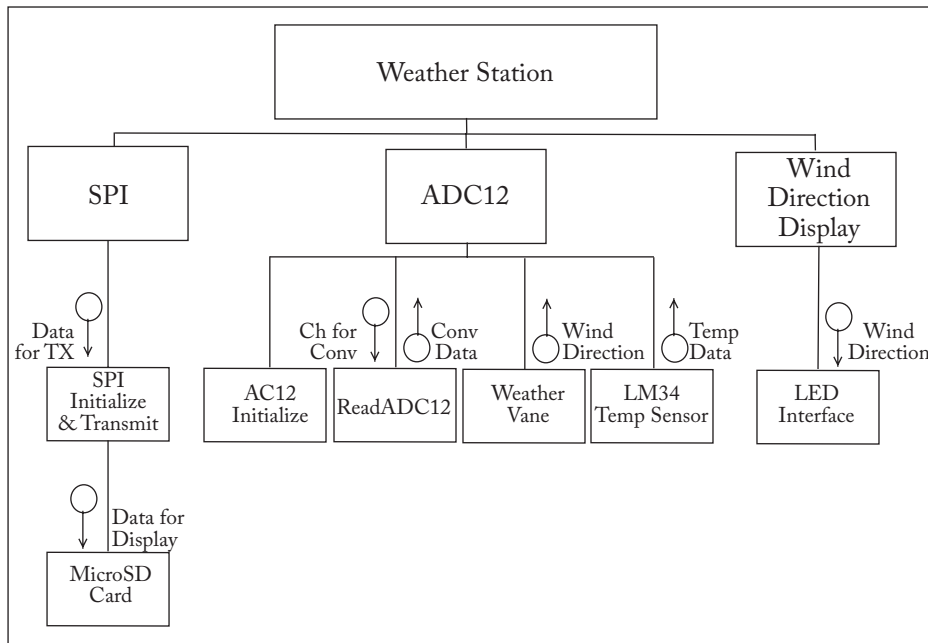 Weather Station
SPI
ADC12
Wind
Direction
Display
Data
for TX
Ch for
Conv
Conv
Data
Wind
Direction
Temp
Data
Wind
Direction
SPI
Initialize
& Transmit
AC12
Initialize
ReadADC12
Weather
Vane
LM34
Temp Sensor
LED
Interface
Data for
Display
MicroSD
Card